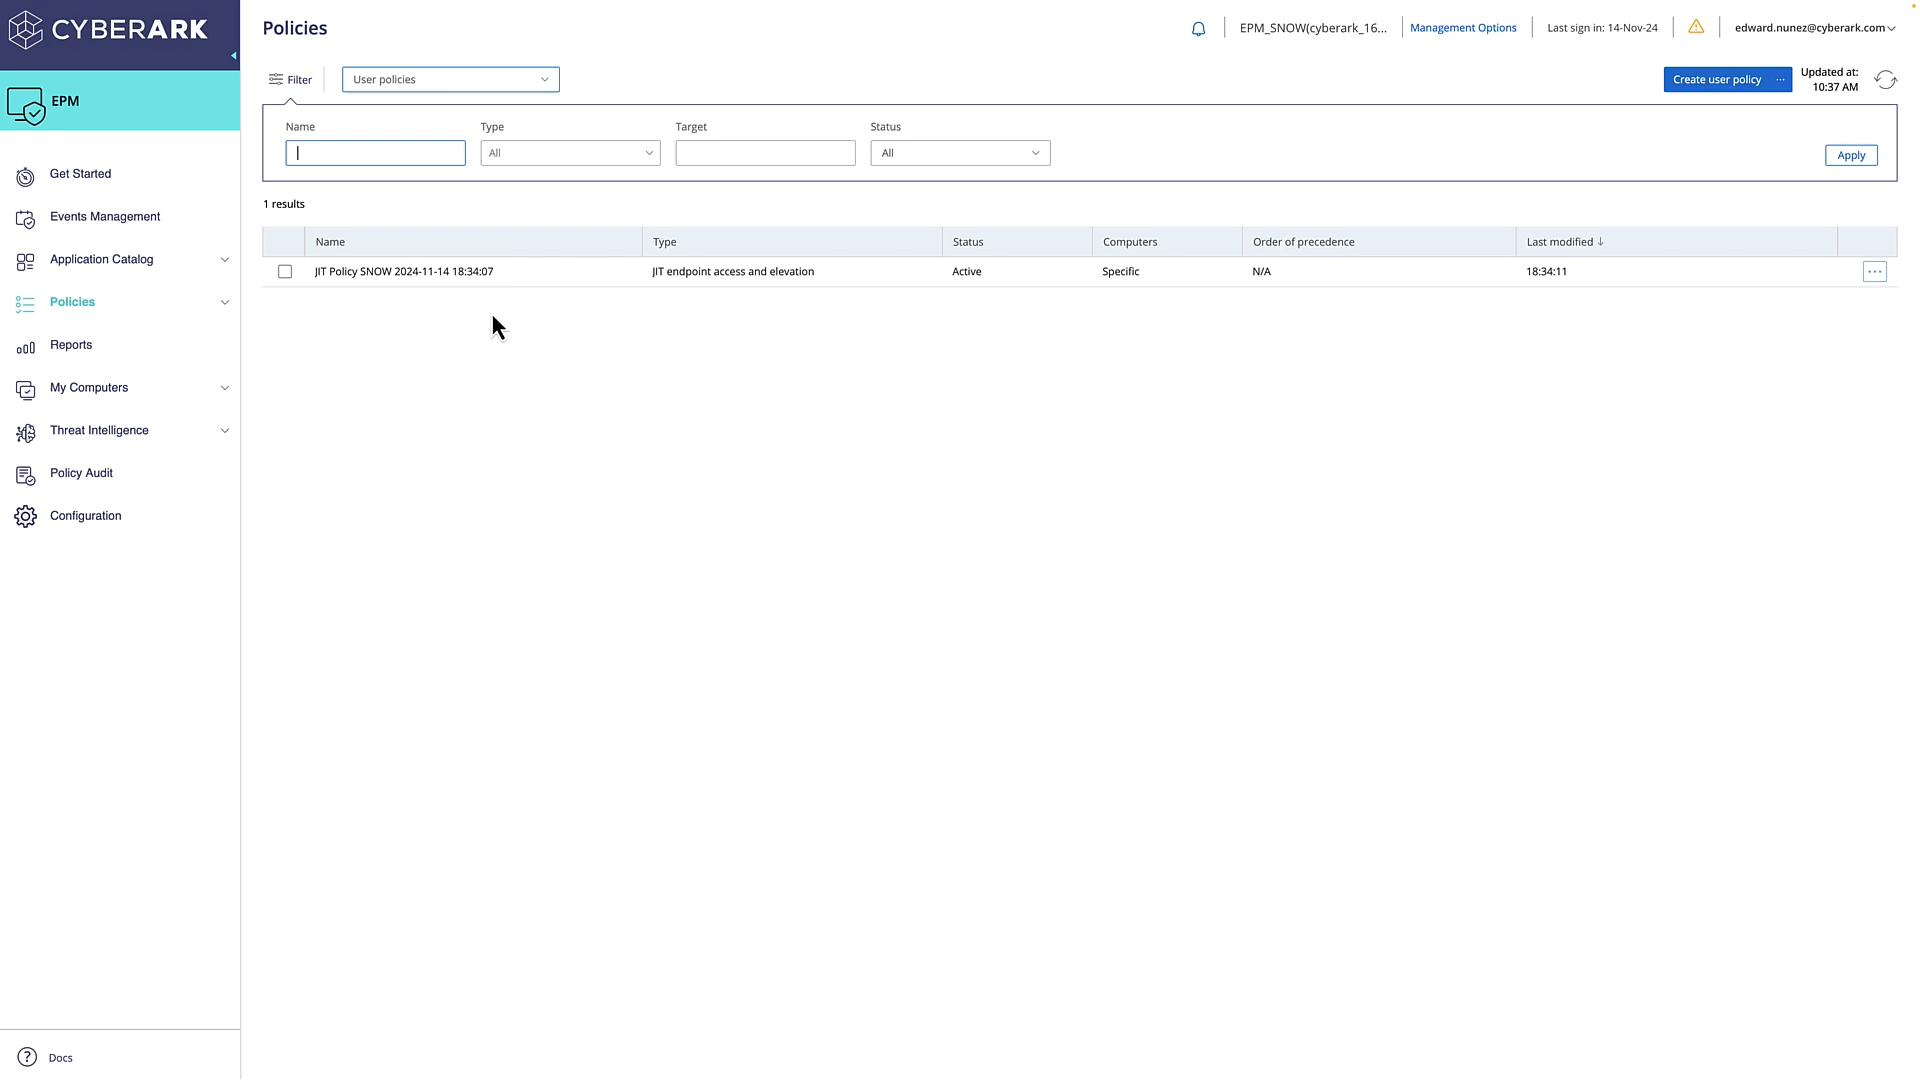 CYBERARK
EPM
Get Started
Events Management
Application Catalog
Policies
Reports
My Computers
Threat Intelligence
Policy Audit
Configuration
? Docs
Policies
EPM_SNOW(cyberark_16... Management Options Last sign in: 14-Nov-24 edward.nunez@cyberark.com
Filter User policies Create user policy ... Updated at:
10:37 AM
Name Type Target Status
All All Apply
1 results
Name Type Status Computers Order of precedence Last modified ↓
JIT Policy SNOW 2024-11-14 18:34:07 JIT endpoint access and elevation Active Specific N/A 18:34:11 ...